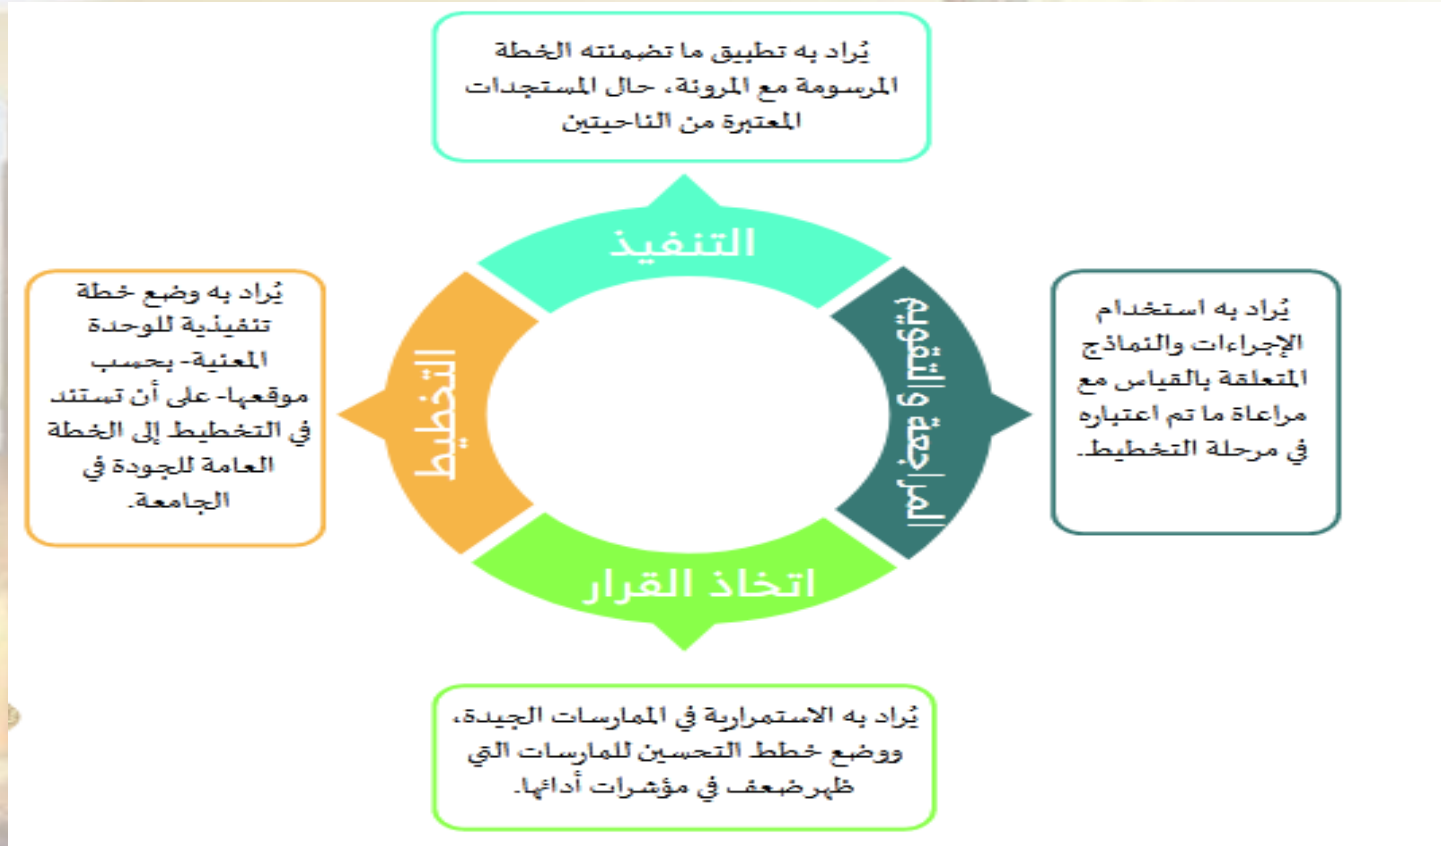 يُراد به تطبيق ما تضمنته الخطة
المرسومة مع المرونة، حال المستجدات
المعتبرة من الناحيتين
التنفيذ
يُراد به استخدام
الإجراءات والنماذج
المتعلقة بالقياس مع
مراعاة ما تم اعتباره
في مرحلة التخطيط.
المراجعة والتقويم
التخطيط
يُراد به وضع خطة
تنفيذية للوحدة
المعنية- بحسب
موقعها- على أن تستند
في التخطيط إلى الخطة
العامة للجودة في
الجامعة.
اتخاذ القرار
يُراد به الاستمرارية في الممارسات الجيدة،
ووضع خطط التحسين للمارسات التي
ظهر ضعف في مؤشرات أدائها.